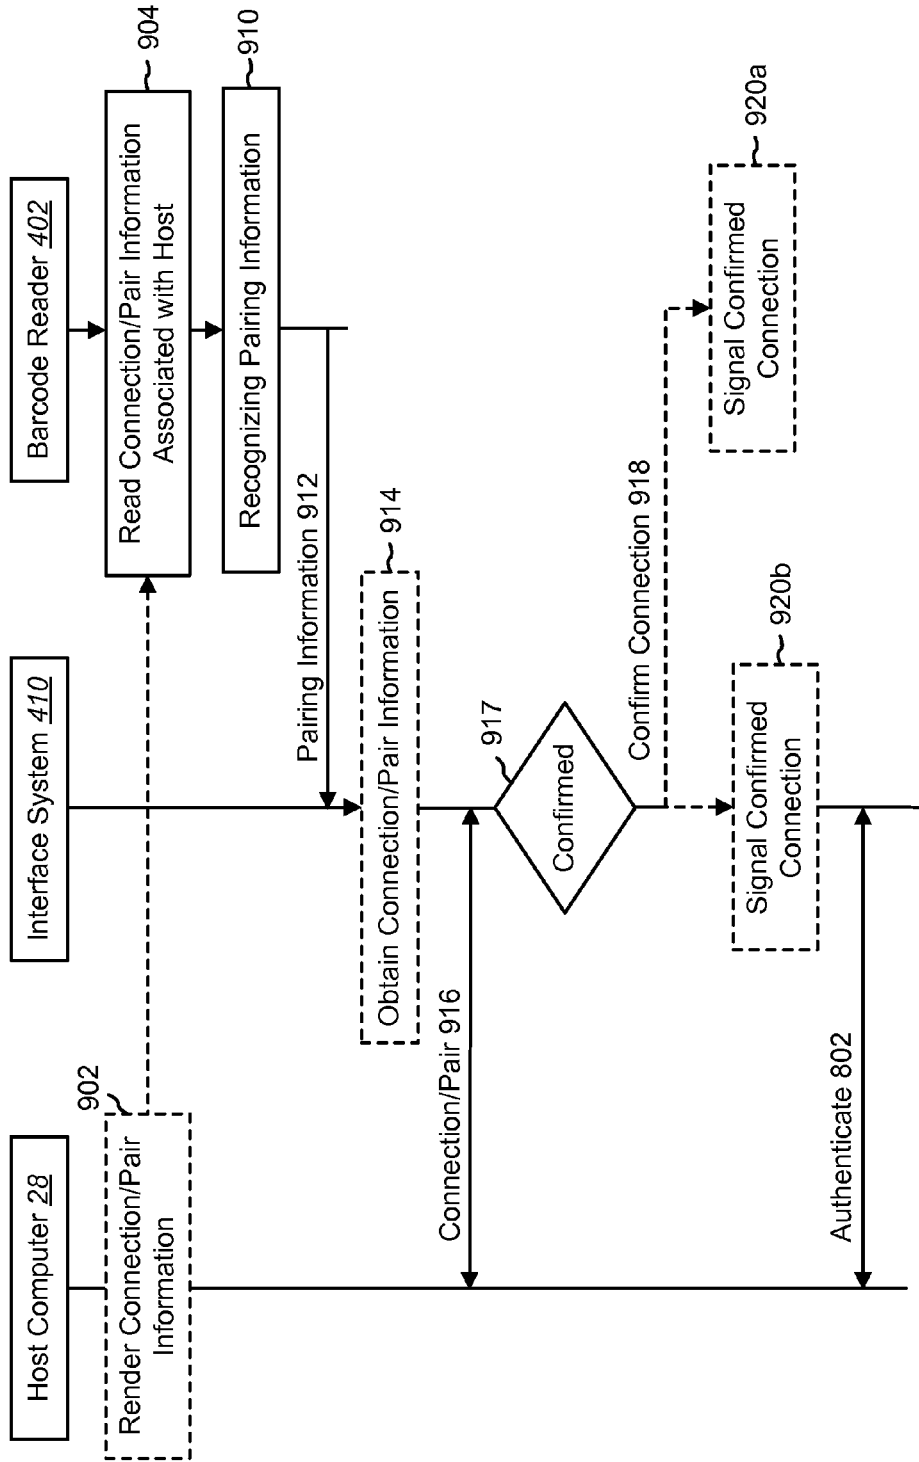 Host Computer 28
Interface System 410
Barcode Reader 402
902
Render Connection/Pair
Information
904
Read Connection/Pair Information
Associated with Host
910
Recognizing Pairing Information
Pairing Information 912
914
Obtain Connection/Pair Information
Connection/Pair 916
917
Confirmed
Confirm Connection 918
920a
Signal Confirmed
Connection
920b
Signal Confirmed
Connection
Authenticate 802